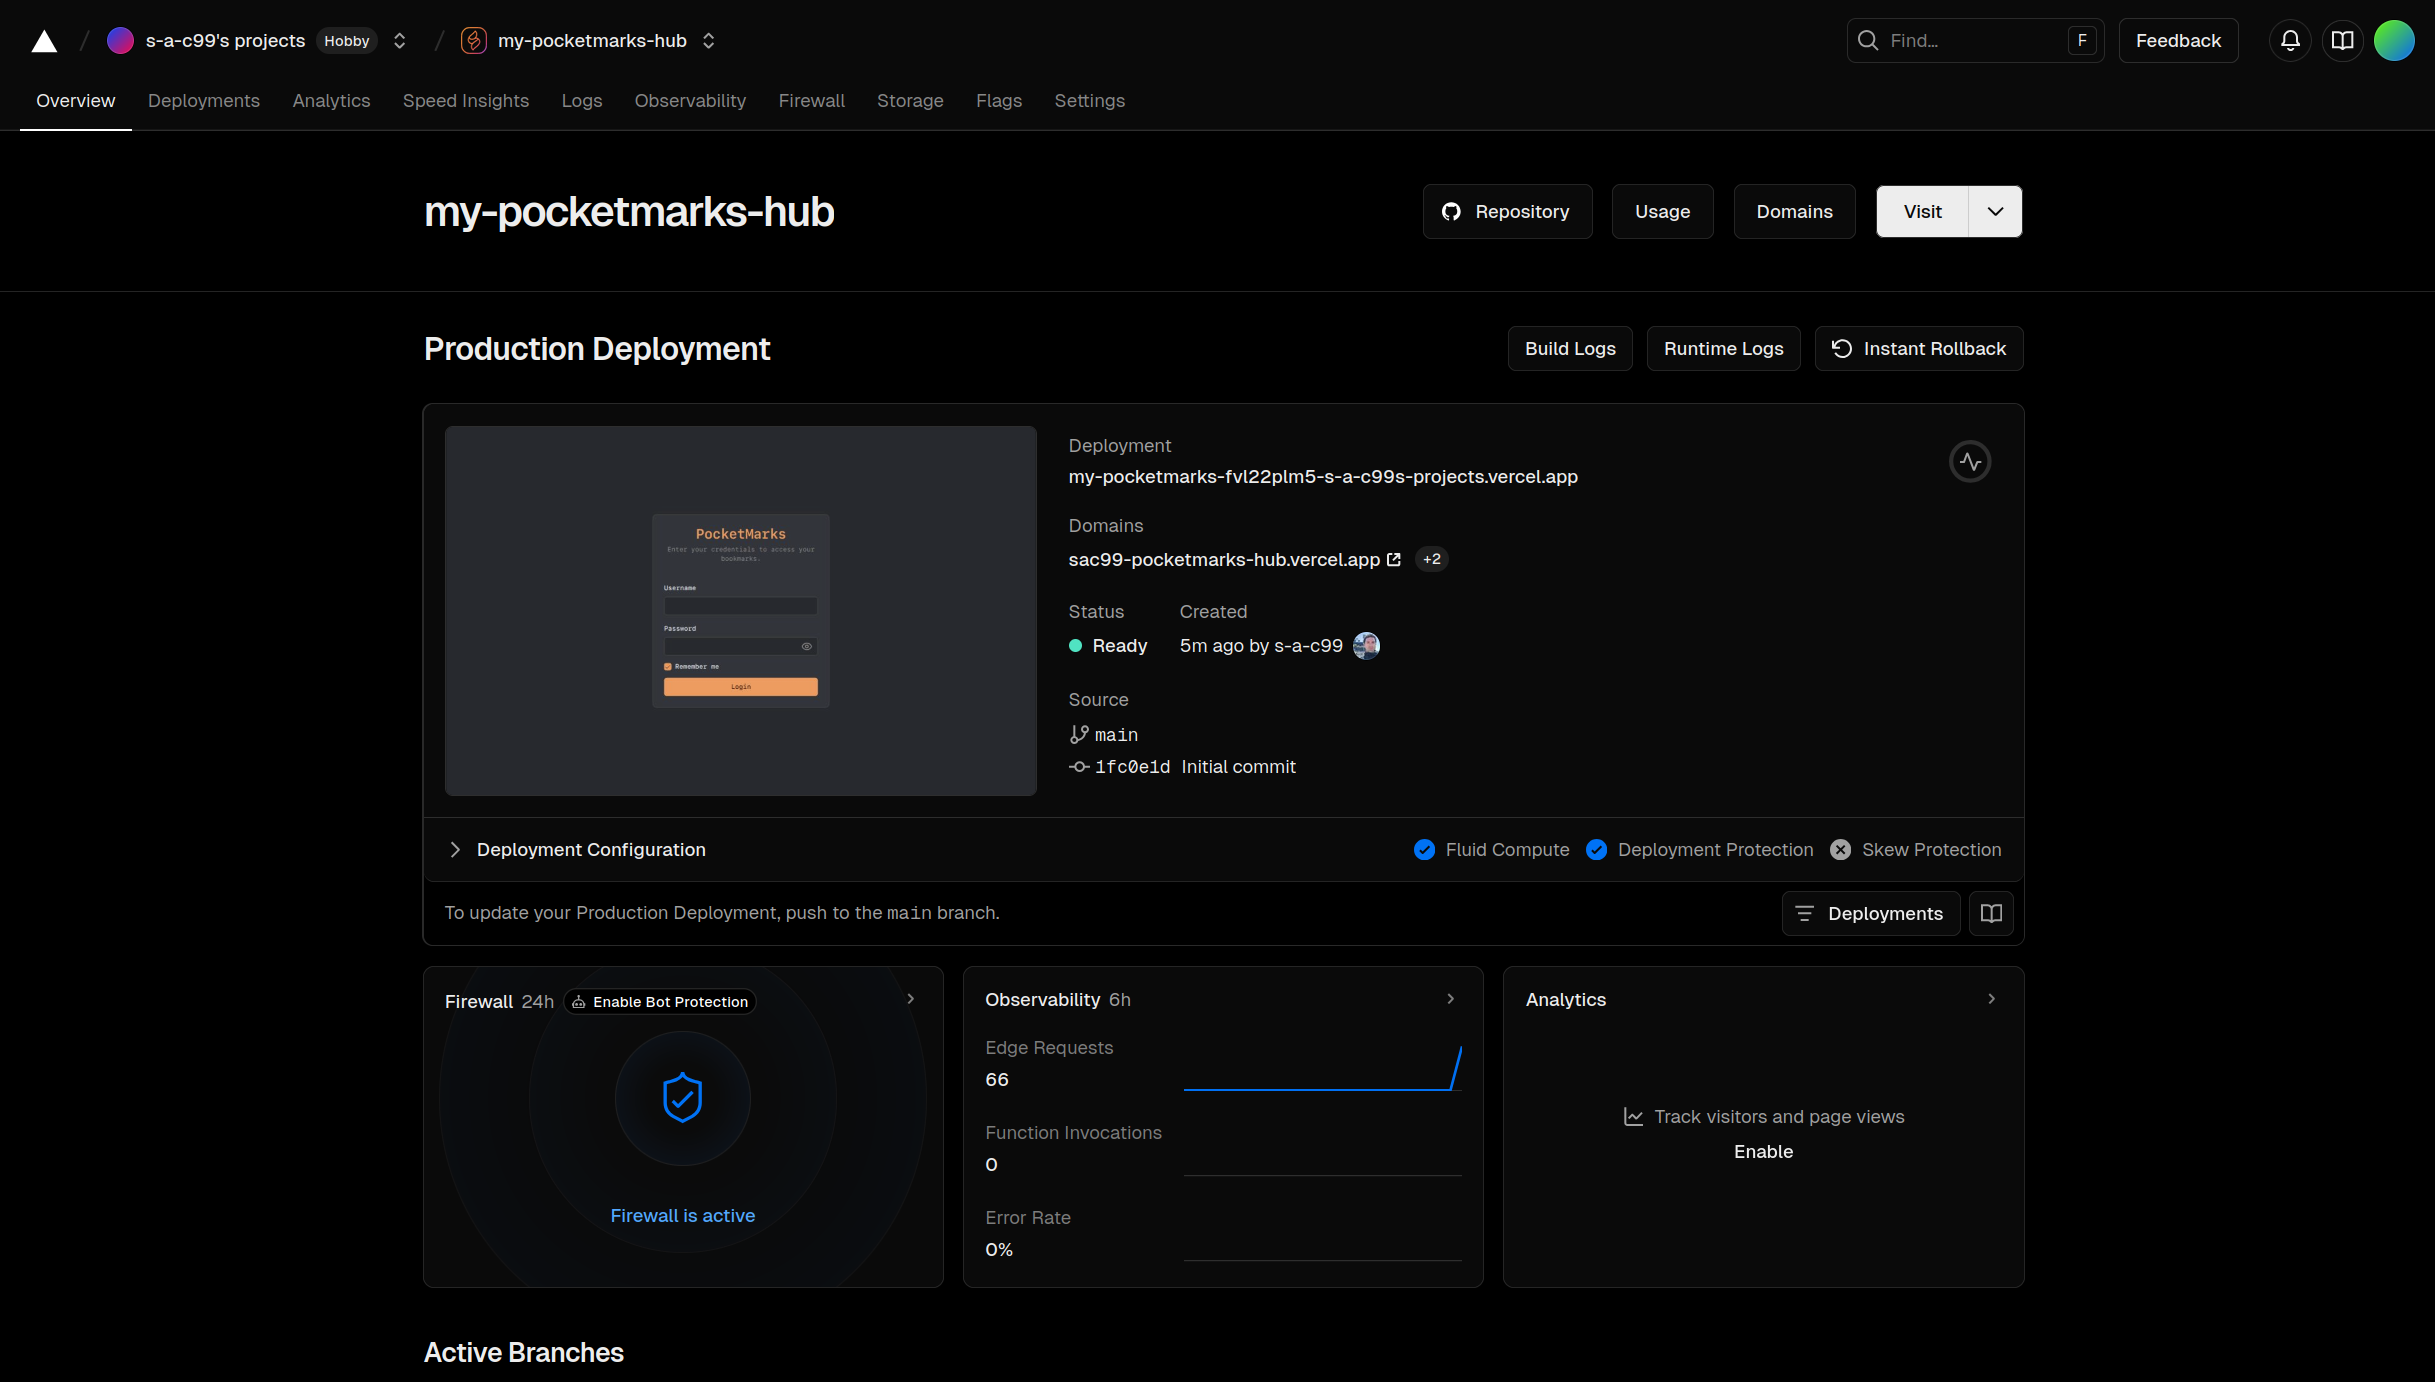 s-a-c99's projects Hobby my-pocketmarks-hub Find... F Feedback
Overview Deployments Analytics Speed Insights Logs Observability Firewall Storage Flags Settings
my-pocketmarks-hub Repository Usage Domains Visit
Production Deployment Build Logs Runtime Logs Instant Rollback
PocketMarks
Enter your credentials to access your
bookmarks.
Username
Password
Remember me
Login
Deployment
my-pocketmarks-fvl22plm5-s-a-c99s-projects.vercel.app
Domains
sac99-pocketmarks-hub.vercel.app +2
Status Created
Ready 5m ago by s-a-c99
Source
main
1fc0e1d Initial commit
Deployment Configuration Fluid Compute Deployment Protection Skew Protection
To update your Production Deployment, push to the main branch. Deployments
Firewall 24h Enable Bot Protection
Firewall is active
Observability 6h
Edge Requests
66
Function Invocations
0
Error Rate
0%
Analytics
Track visitors and page views
Enable
Active Branches